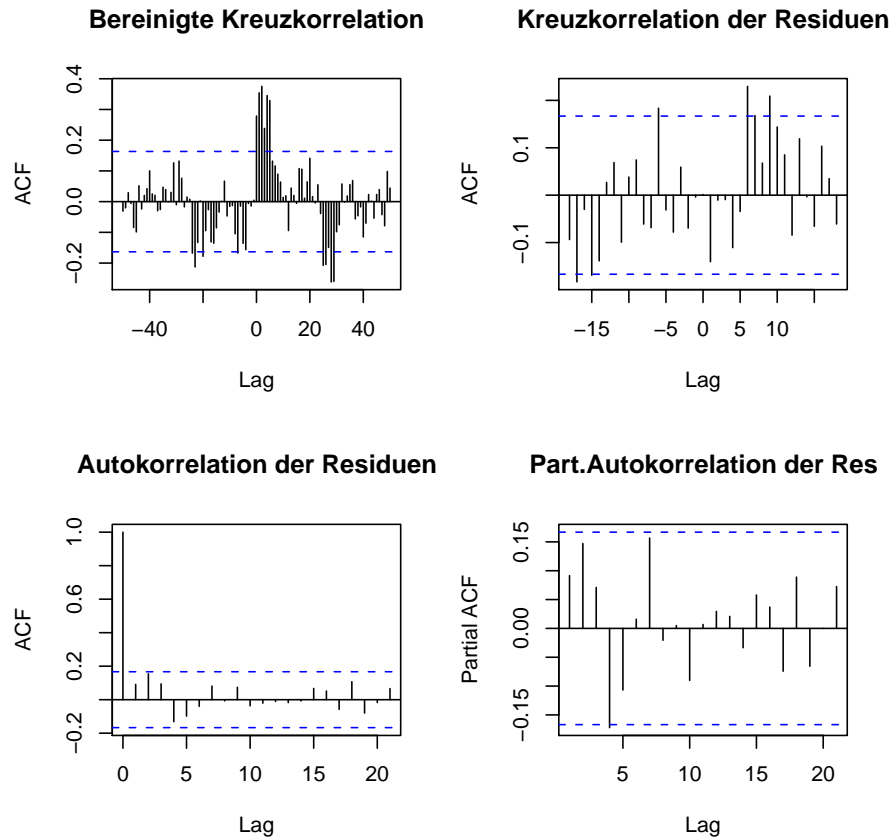 Bereinigte Kreuzkorrelation
ACF
0.4
0.2
0.0
−0.2
−40
0
20
40
Lag
Kreuzkorrelation der Residuen
ACF
0.1
−0.1
−15
−5
0
5
10
Lag
Autokorrelation der Residuen
ACF
1.0
0.6
0.2
−0.2
0
5
10
15
20
Lag
Part.Autokorrelation der Res
Partial ACF
0.15
0.00
−0.15
5
10
15
20
Lag